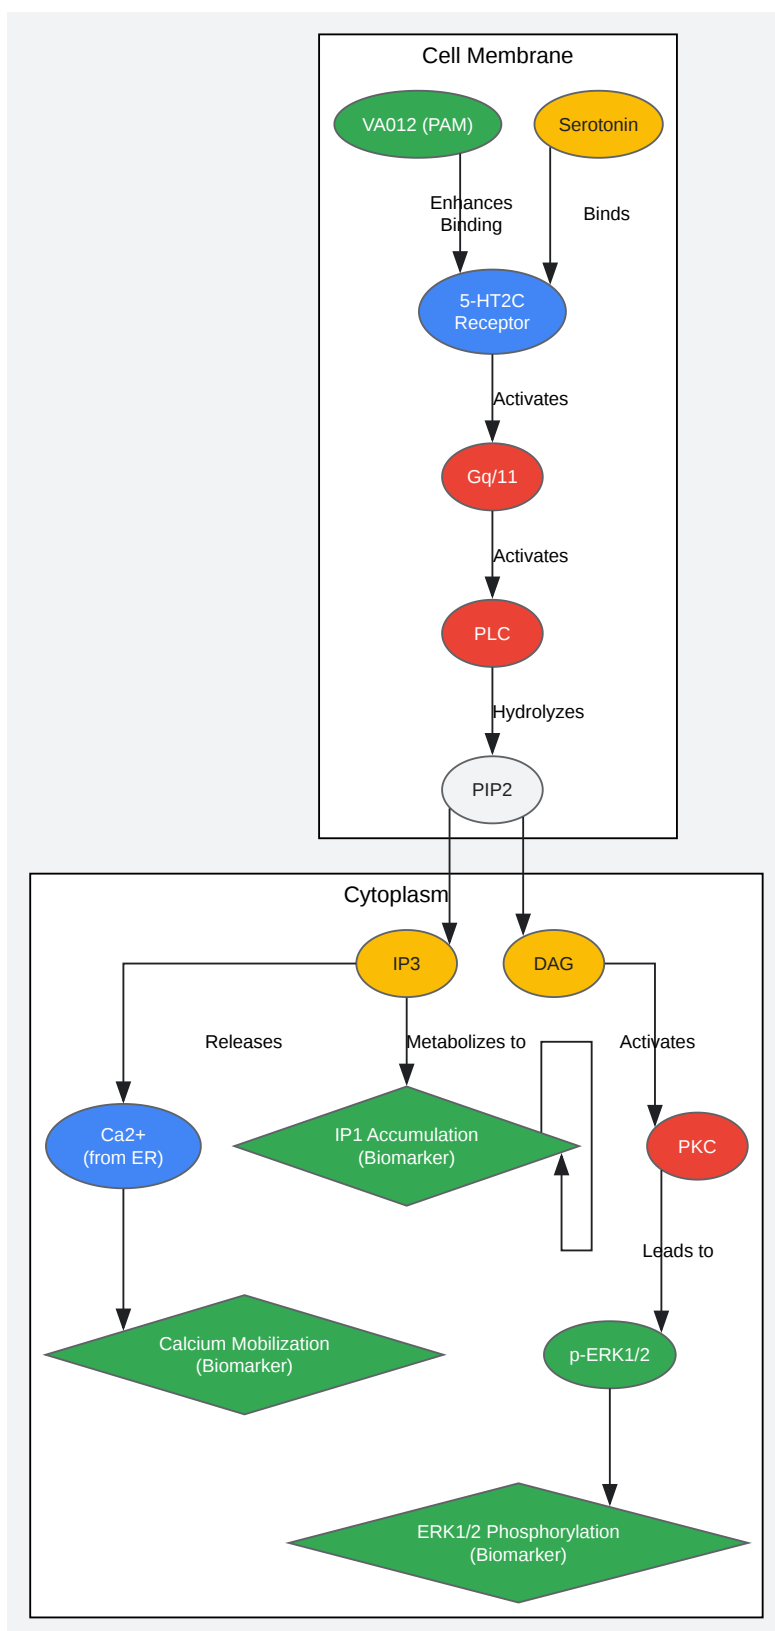 Cell Membrane
VA012 (PAM)
Serotonin
Enhances
Binding
Binds
5-HT2C
Receptor
Activates
Gq/11
Activates
PLC
Hydrolyzes
PIP2
Cytoplasm
IP3
DAG
Releases
Metabolizes to
Activates
Ca2+
(from ER)
IP1 Accumulation
(Biomarker)
PKC
Leads to
Calcium Mobilization
(Biomarker)
p-ERK1/2
ERK1/2 Phosphorylation
(Biomarker)